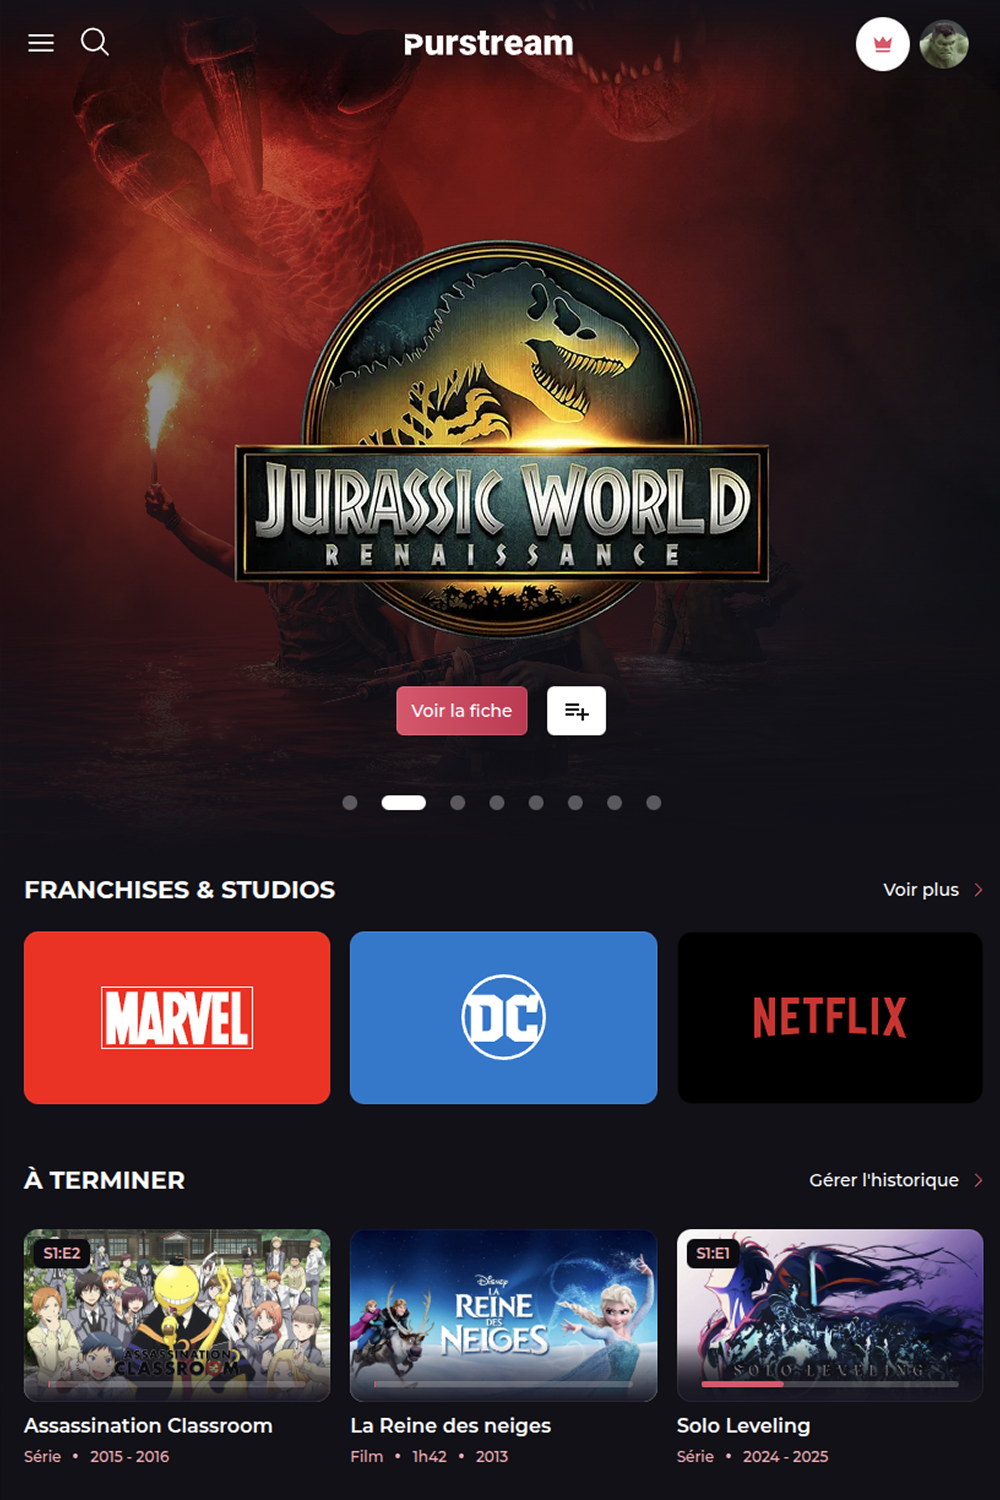 Purstream
JURASSIC WORLD
RENAISSANCE
Voir la fiche
FRANCHISES & STUDIOS
Voir plus
MARVEL
DC
NETFLIX
À TERMINER
Gérer l'historique
S1:E2
ASSASSINATION
CLASSROOM
Disney
LA
REINE
DES
NEIGES
S1:E1
SOLO LEVELING
Assassination Classroom
Série • 2015 - 2016
La Reine des neiges
Film • 1h42 • 2013
Solo Leveling
Série • 2024 - 2025